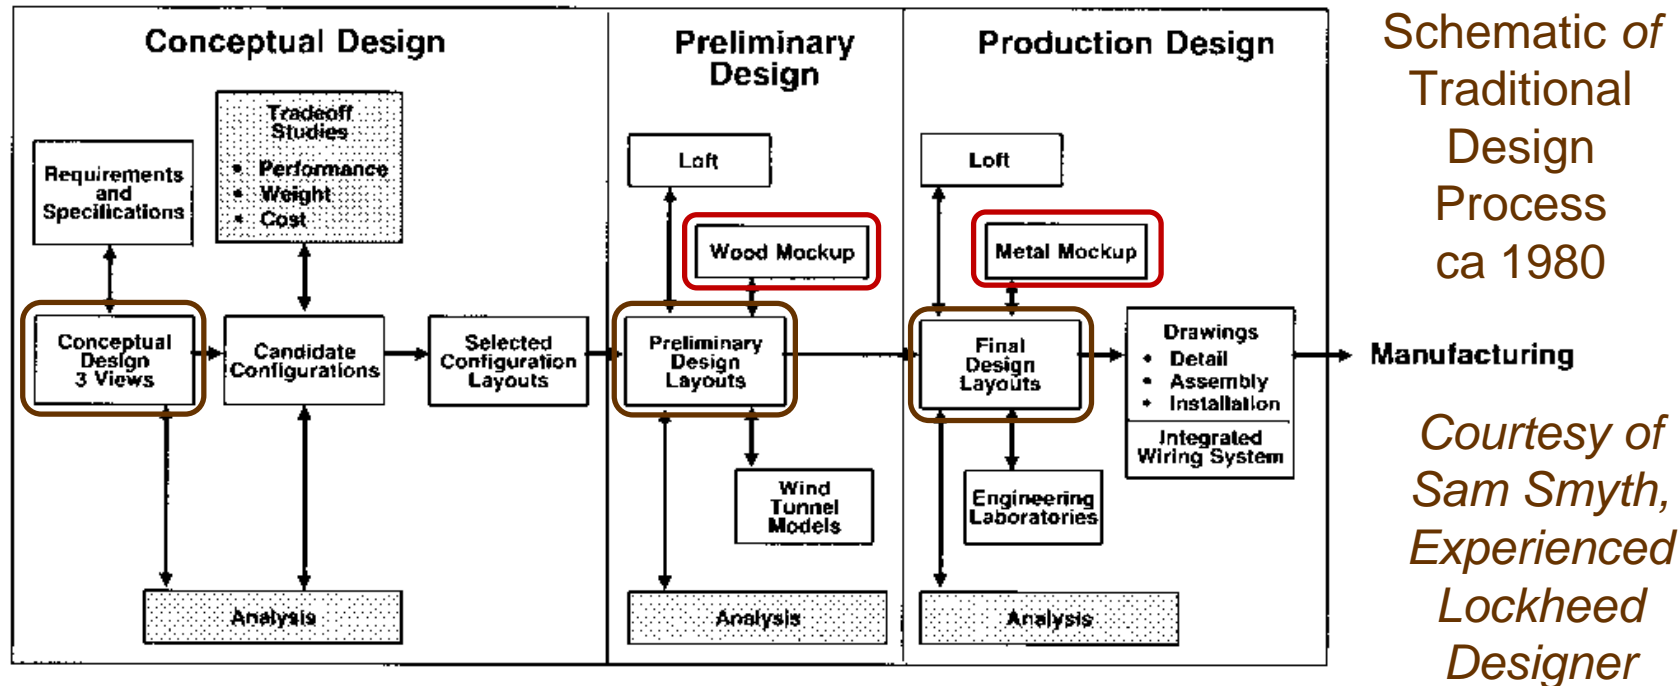 Conceptual Design
Tradeoff
Studies
• Performance
• Weight
• Cost
Requirements
and
Specifications
Conceptual
Design
3 Views
Candidate
Configurations
Selected
Configuration
Layouts
Analysis
Preliminary
Design
Loft
Wood Mockup
Preliminary
Design
Layouts
Wind
Tunnel
Models
Analysis
Production Design
Loft
Metal Mockup
Final
Design
Layouts
Drawings
• Detail
• Assembly
• Installation
Integrated
Wiring System
Engineering
Laboratories
Analysis
Manufacturing
Schematic of
Traditional
Design
Process
ca 1980
Courtesy of
Sam Smyth,
Experienced
Lockheed
Designer